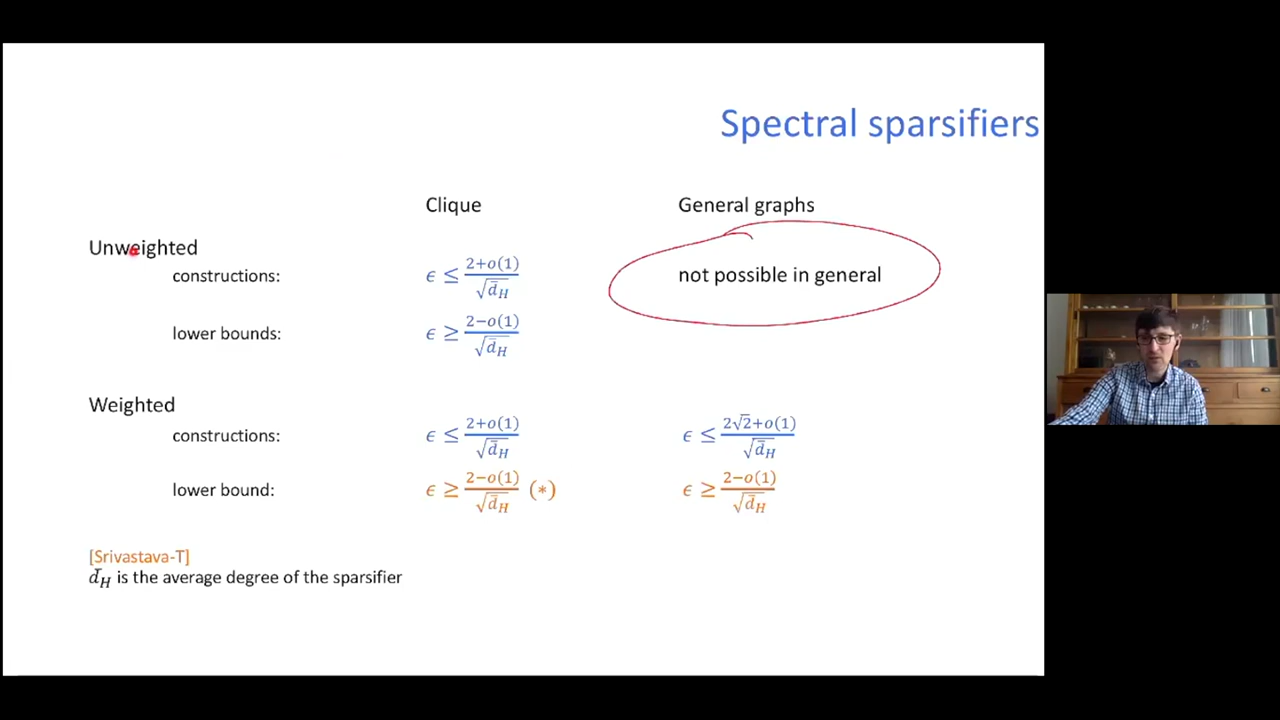 Spectral sparsifiers
Clique General graphs
Unweighted
constructions: ϵ ≤ (2+o(1))/√d̄_H not possible in general
lower bounds: ϵ ≥ (2−o(1))/√d̄_H
Weighted
constructions: ϵ ≤ (2+o(1))/√d̄_H ϵ ≤ (2√2+o(1))/√d̄_H
lower bound: ϵ ≥ (2−o(1))/√d̄_H (∗) ϵ ≥ (2−o(1))/√d̄_H
[Srivastava-T]
d̄_H is the average degree of the sparsifier